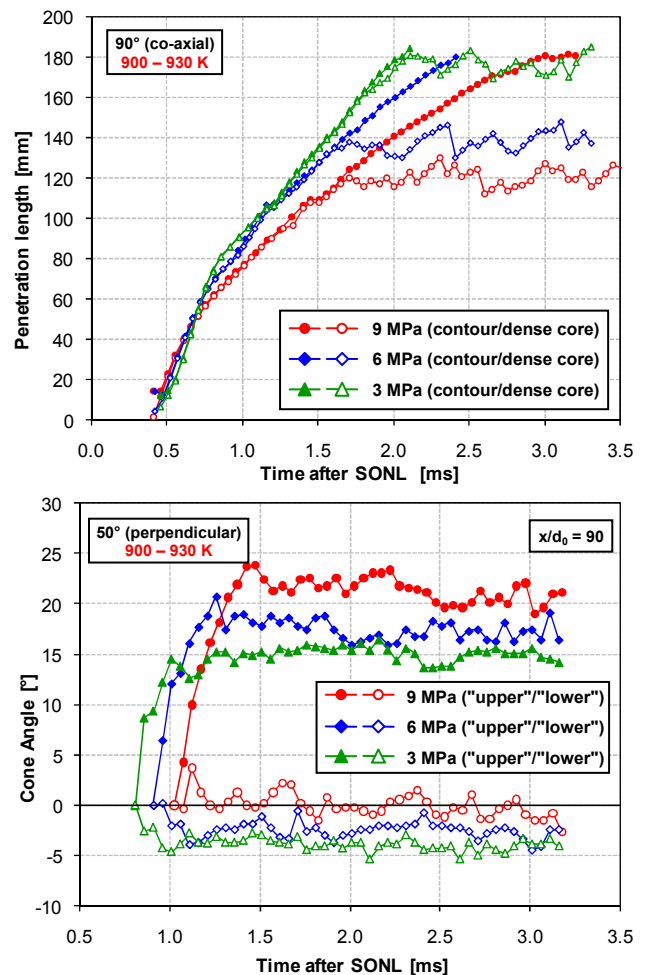 90° (co-axial)
900 – 930 K
Penetration length [mm]
200
180
160
140
120
100
80
60
40
20
0
9 MPa (contour/dense core)
6 MPa (contour/dense core)
3 MPa (contour/dense core)
0.0 0.5 1.0 1.5 2.0 2.5 3.0 3.5
Time after SONL [ms]
50° (perpendicular)
900 – 930 K
x/d0 = 90
Cone Angle [°]
30
25
20
15
10
5
0
-5
-10
9 MPa ("upper"/"lower")
6 MPa ("upper"/"lower")
3 MPa ("upper"/"lower")
0.5 1.0 1.5 2.0 2.5 3.0 3.5
Time after SONL [ms]